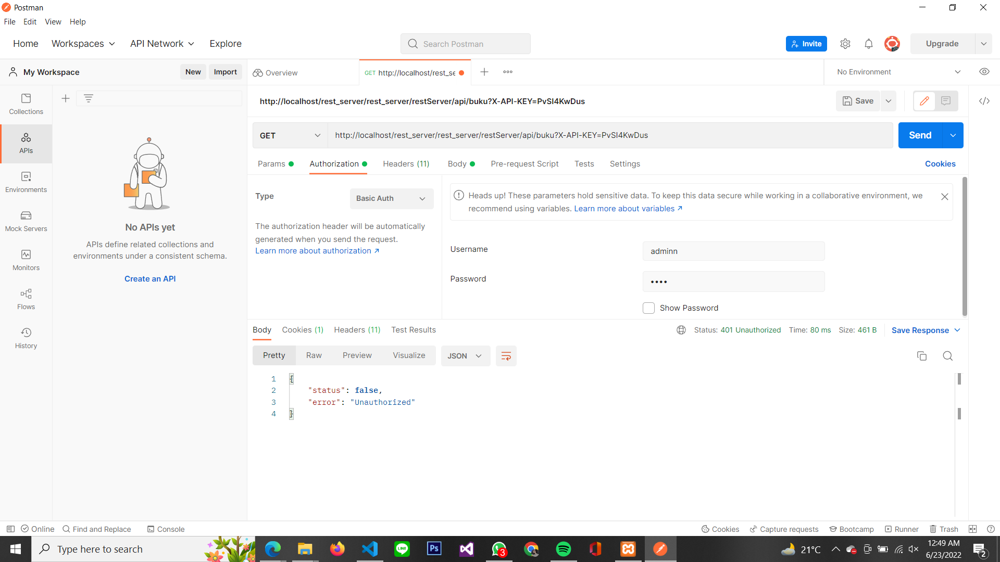 Postman
File Edit View Help
Home Workspaces API Network Explore
Search Postman
Invite
Upgrade
My Workspace
New
Import
Overview
GET http://localhost/rest_se
No Environment
Collections
APIs
Environments
Mock Servers
Monitors
Flows
History
No APIs yet
APIs define related collections and
environments under a consistent schema.
Create an API
http://localhost/rest_server/rest_server/restServer/api/buku?X-API-KEY=PvSI4KwDus
Save
GET
http://localhost/rest_server/rest_server/restServer/api/buku?X-API-KEY=PvSI4KwDus
Send
Params Authorization Headers (11) Body Pre-request Script Tests Settings
Cookies
Type
Basic Auth
The authorization header will be automatically
generated when you send the request.
Learn more about authorization ↗
Heads up! These parameters hold sensitive data. To keep this data secure while working in a collaborative environment, we
recommend using variables. Learn more about variables ↗
Username
adminn
Password
••••
Show Password
Body Cookies (1) Headers (11) Test Results
Status: 401 Unauthorized Time: 80 ms Size: 461 B
Save Response
Pretty Raw Preview Visualize
JSON
1 {
2 "status": false,
3 "error": "Unauthorized"
4 }
Online
Find and Replace
Console
Cookies
Capture requests
Bootcamp
Runner
Trash
Type here to search
LINE
Ps
3
21°C
12:49 AM
6/23/2022
2